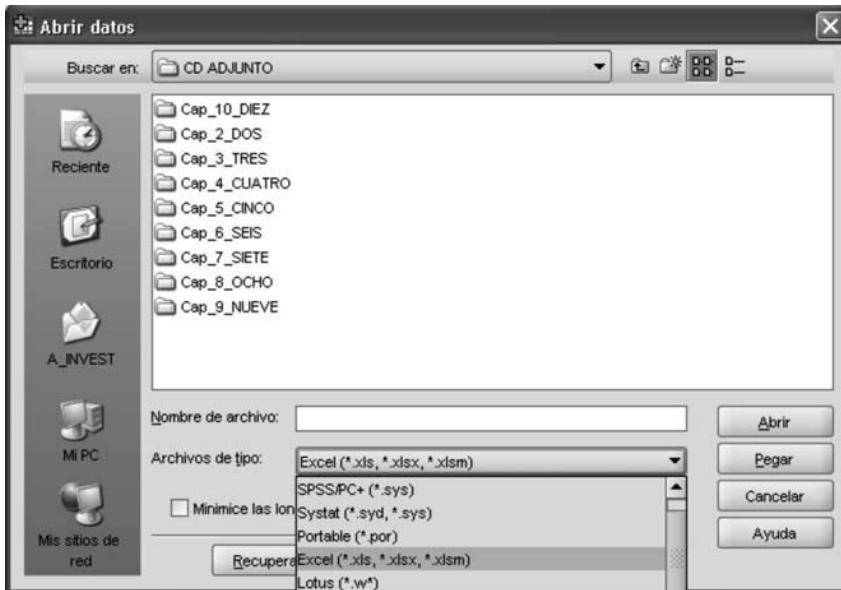 Abrir datos
Buscar en: CD ADJUNTO
Reciente
Escritorio
A_INVEST
Mi PC
Mis sitios de
red
Cap_10_DIEZ
Cap_2_DOS
Cap_3_TRES
Cap_4_CUATRO
Cap_5_CINCO
Cap_6_SEIS
Cap_7_SIETE
Cap_8_OCHO
Cap_9_NUEVE
Nombre de archivo:
Archivos de tipo: Excel (*.xls, *.xlsx, *.xlsm)
SPSS/PC+ (*.sys)
Systat (*.syd, *.sys)
Portable (*.por)
Excel (*.xls, *.xlsx, *.xlsm)
Lotus (*.w*)
Minimice las lon
Recupera
Abrir
Pegar
Cancelar
Ayuda